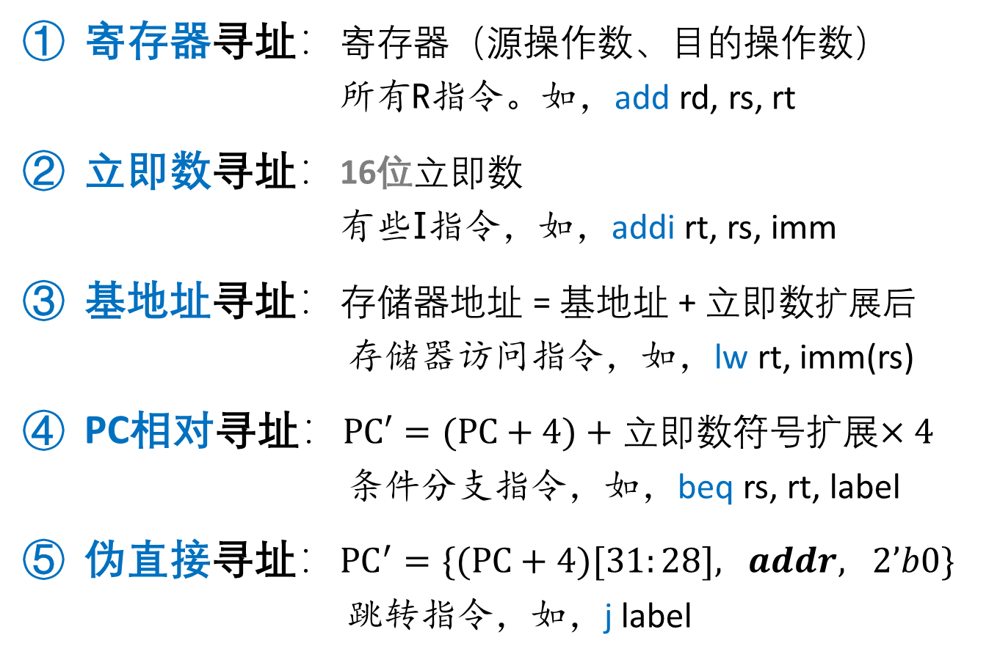 ① 寄存器寻址： 寄存器（源操作数、目的操作数）
所有R指令。如，add rd, rs, rt
② 立即数寻址： 16位立即数
有些I指令，如，addi rt, rs, imm
③ 基地址寻址： 存储器地址 = 基地址 + 立即数扩展后
存储器访问指令，如，lw rt, imm(rs)
④ PC相对寻址： PC′ = (PC + 4) + 立即数符号扩展× 4
条件分支指令，如，beq rs, rt, label
⑤ 伪直接寻址： PC′ = {(PC + 4)[31:28], addr, 2’b0}
跳转指令，如，j label